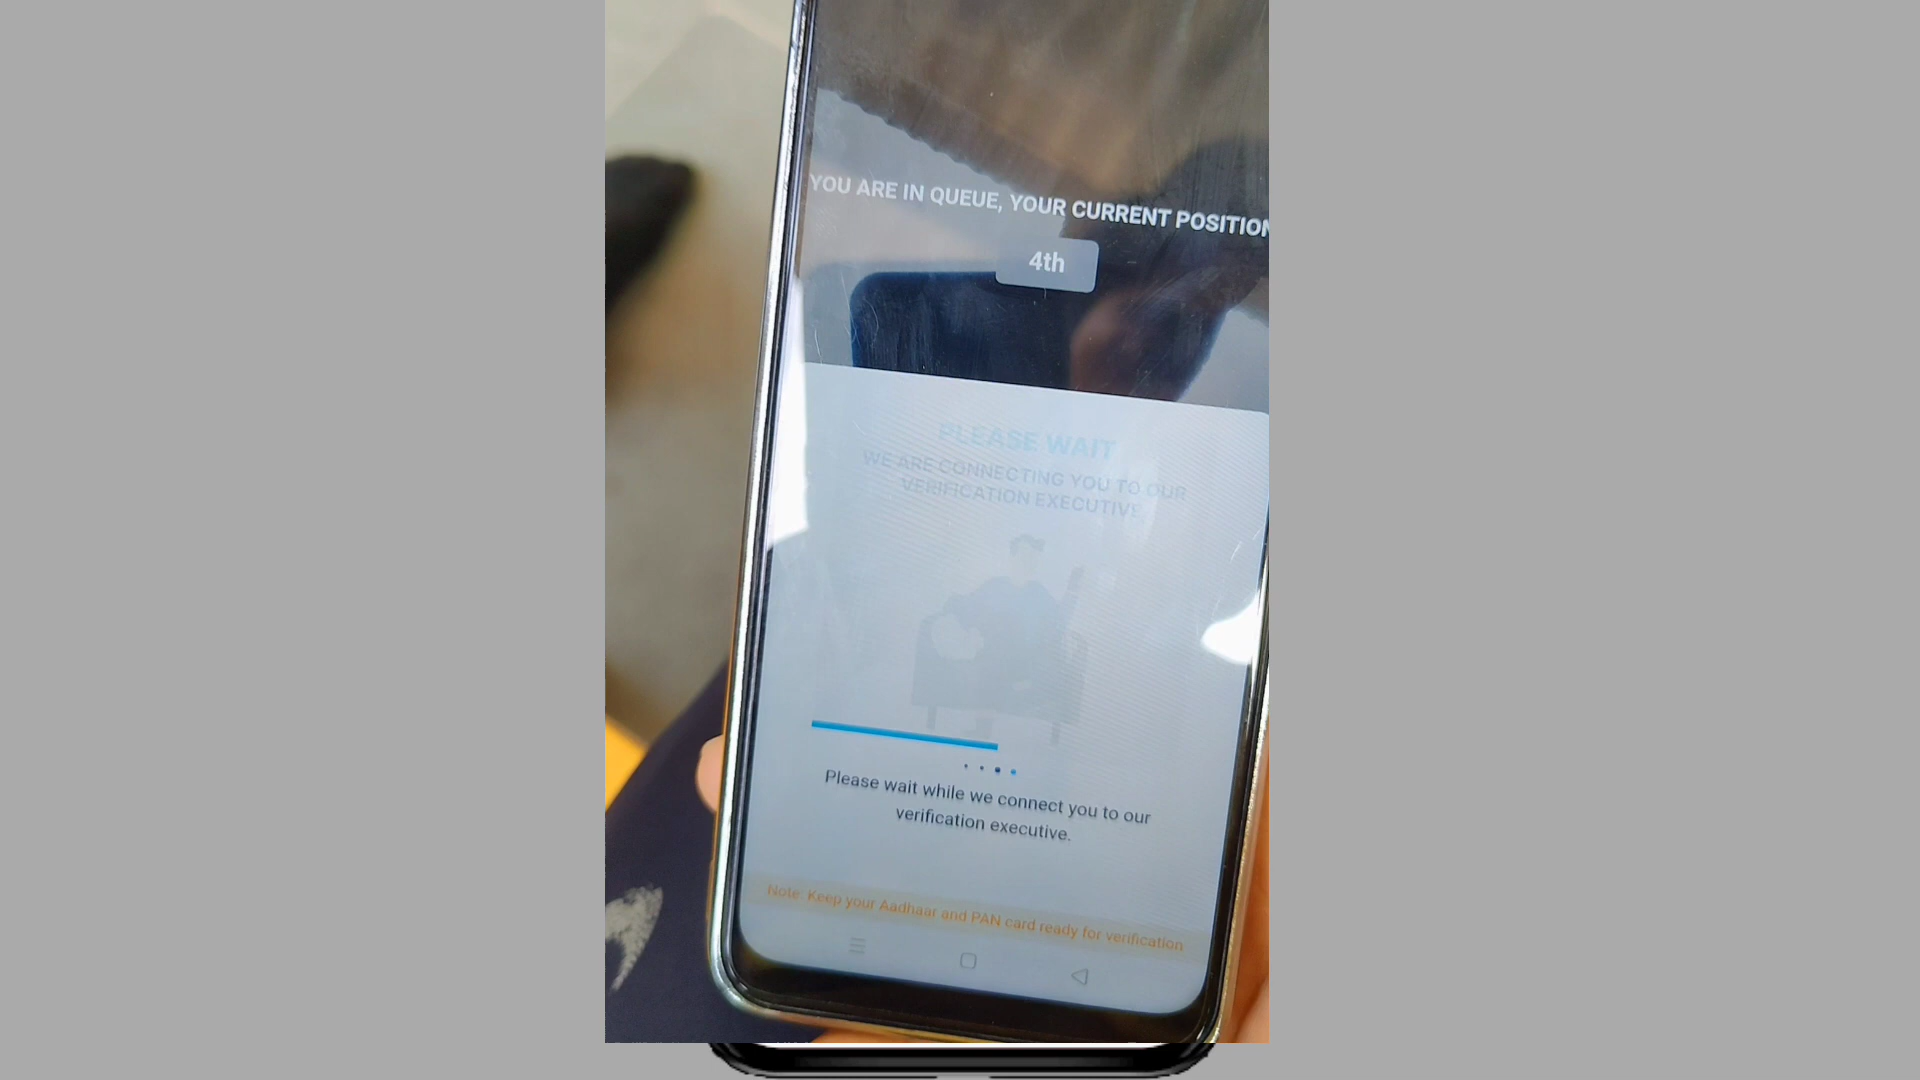 YOU ARE IN QUEUE, YOUR CURRENT POSITION
4th
PLEASE WAIT
WE ARE CONNECTING YOU TO OUR
VERIFICATION EXECUTIVE
Please wait while we connect you to our
verification executive.
Note: Keep your Aadhaar and PAN card ready for verification